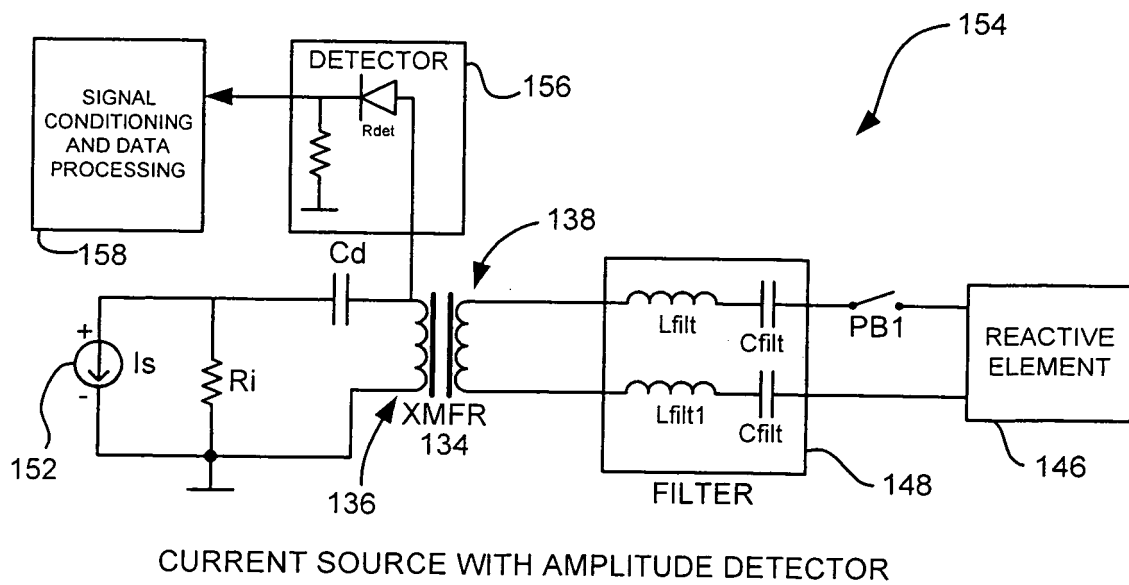 154
DETECTOR
156
SIGNAL
CONDITIONING
AND DATA
PROCESSING
Rdet
158
138
Cd
+
Is
-
Ri
152
XMFR
134
136
Lfilt
Cfilt
PB1
Lfilt1
Cfilt
REACTIVE
ELEMENT
146
148
FILTER
CURRENT SOURCE WITH AMPLITUDE DETECTOR